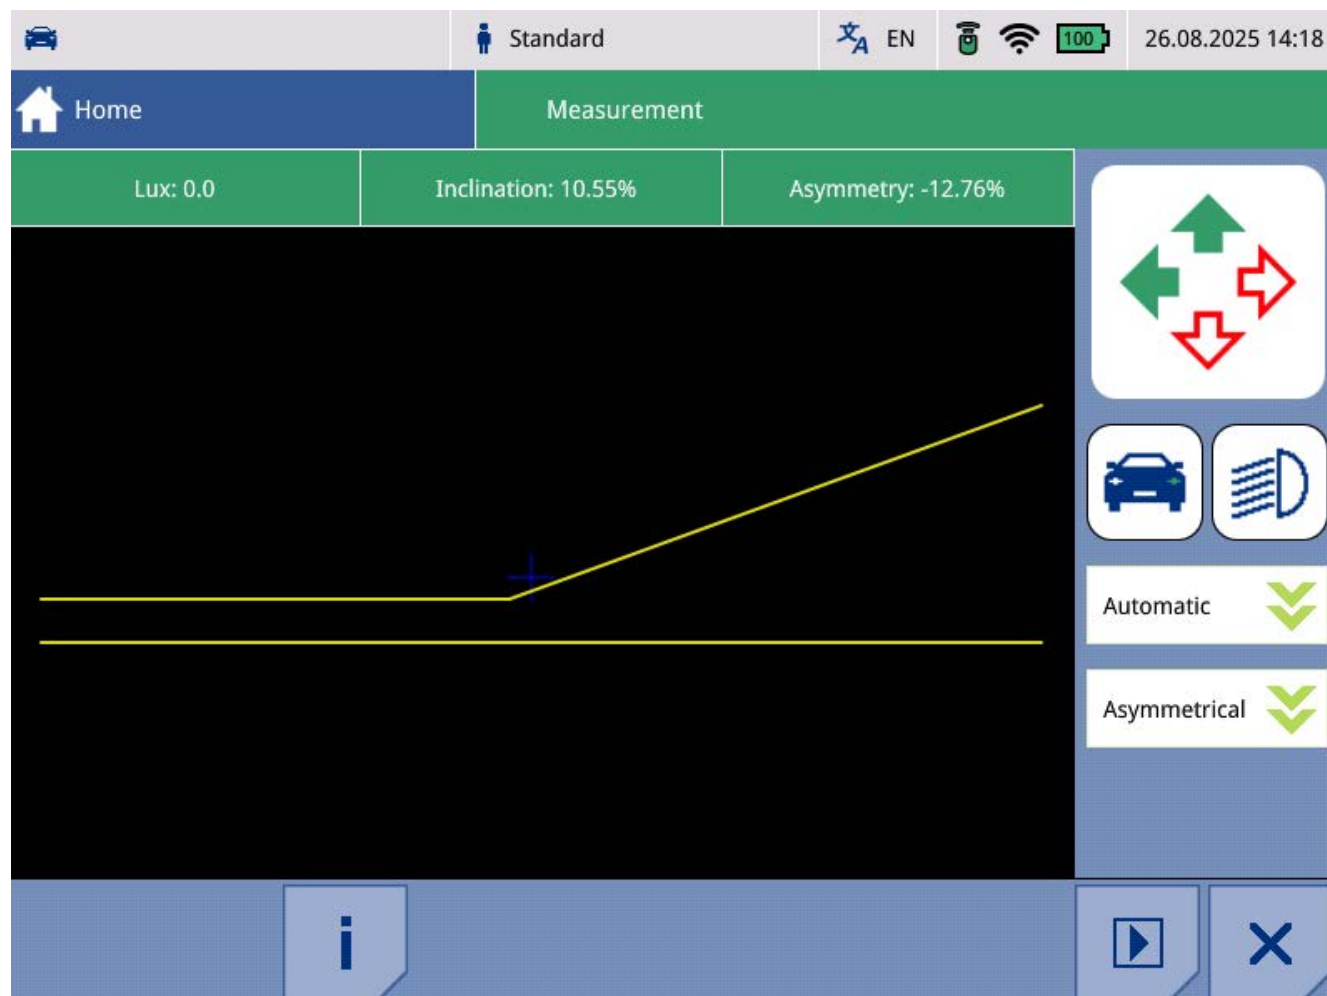 Standard
EN
100
26.08.2025 14:18
Home
Measurement
Lux: 0.0
Inclination: 10.55%
Asymmetry: -12.76%
Automatic
Asymmetrical
i